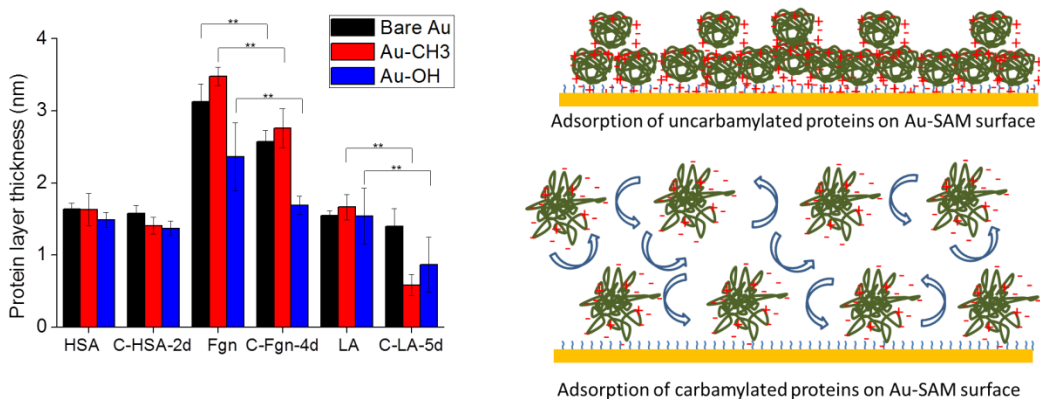 **
**
**
**
**
Bare Au
Au-CH3
Au-OH
Protein layer thickness (nm)
4
3
2
1
0
HSA C-HSA-2d Fgn C-Fgn-4d LA C-LA-5d
Adsorption of uncarbamylated proteins on Au-SAM surface
Adsorption of carbamylated proteins on Au-SAM surface